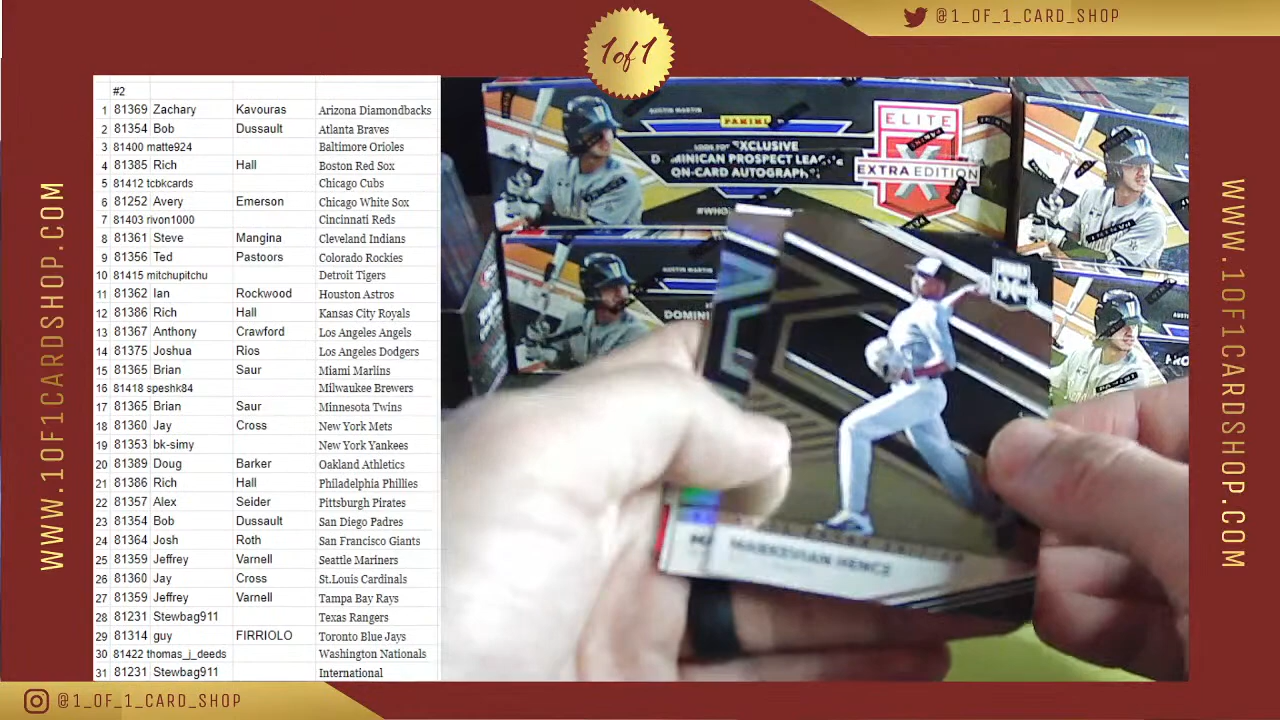 1of1
@1_OF_1_CARD_SHOP
WWW.1OF1CARDSHOP.COM
#2
1 81369 Zachary Kavouras Arizona Diamondbacks
2 81354 Bob Dussault Atlanta Braves
3 81400 matte924 Baltimore Orioles
4 81385 Rich Hall Boston Red Sox
5 81412 tcbkcards Chicago Cubs
6 81252 Avery Emerson Chicago White Sox
7 81403 rivon1000 Cincinnati Reds
8 81361 Steve Mangina Cleveland Indians
9 81356 Ted Pastoors Colorado Rockies
10 81415 mitchupitchu Detroit Tigers
11 81362 Ian Rockwood Houston Astros
12 81386 Rich Hall Kansas City Royals
13 81367 Anthony Crawford Los Angeles Angels
14 81375 Joshua Rios Los Angeles Dodgers
15 81365 Brian Saur Miami Marlins
16 81418 speshk84 Milwaukee Brewers
17 81365 Brian Saur Minnesota Twins
18 81360 Jay Cross New York Mets
19 81353 bk-simy New York Yankees
20 81389 Doug Barker Oakland Athletics
21 81386 Rich Hall Philadelphia Phillies
22 81357 Alex Seider Pittsburgh Pirates
23 81354 Bob Dussault San Diego Padres
24 81364 Josh Roth San Francisco Giants
25 81359 Jeffrey Varnell Seattle Mariners
26 81360 Jay Cross St.Louis Cardinals
27 81359 Jeffrey Varnell Tampa Bay Rays
28 81231 Stewbag911 Texas Rangers
29 81314 guy FIRRIOLO Toronto Blue Jays
30 81422 thomas_j_deeds Washington Nationals
31 81231 Stewbag911 International
AUSTIN MARTIN
PANINI
EXCLUSIVE
PROSPECT
ON-CARD
#WHO
ELITE
EXTRA EDITION
AUSTIN MARTIN
MARKEVIAN HENCE
WWW.1OF1CARDSHOP.COM
@1_OF_1_CARD_SHOP